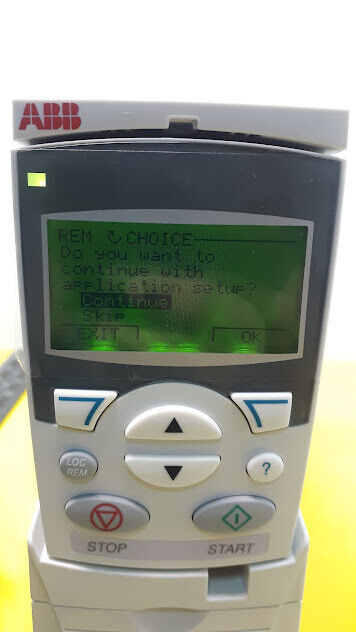 ABB
REM ↻ CHOICE
Do you want to
continue with
application setup?
Continue
Skip
EXIT OK
LOC
REM
?
STOP START